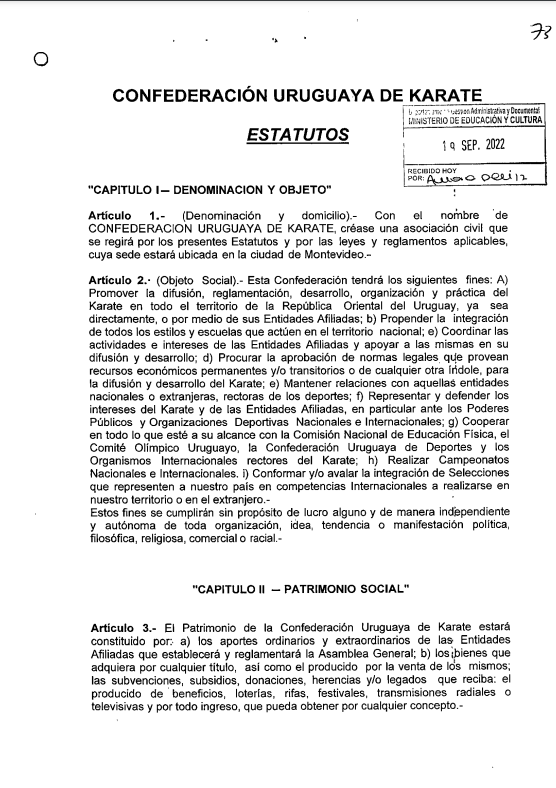 73
CONFEDERACIÓN URUGUAYA DE KARATE
ESTATUTOS
Gestión Administrativa y Documental
MINISTERIO DE EDUCACIÓN Y CULTURA
19 SEP. 2022
RECIBIDO HOY
POR:
"CAPITULO I— DENOMINACION Y OBJETO"
Artículo 1.- (Denominación y domicilio).- Con el nombre de
CONFEDERACION URUGUAYA DE KARATE, créase una asociación civil que
se regirá por los presentes Estatutos y por las leyes y reglamentos aplicables,
cuya sede estará ubicada en la ciudad de Montevideo.-
Artículo 2.- (Objeto Social).- Esta Confederación tendrá los siguientes fines: A)
Promover la difusión, reglamentación, desarrollo, organización y práctica del
Karate en todo el territorio de la República Oriental del Uruguay, ya sea
directamente, o por medio de sus Entidades Afiliadas; b) Propender la integración
de todos los estilos y escuelas que actúen en el territorio nacional; e) Coordinar las
actividades e intereses de las Entidades Afiliadas y apoyar a las mismas en su
difusión y desarrollo; d) Procurar la aprobación de normas legales que provean
recursos económicos permanentes y/o transitorios o de cualquier otra índole, para
la difusión y desarrollo del Karate; e) Mantener relaciones con aquellas entidades
nacionales o extranjeras, rectoras de los deportes; f) Representar y defender los
intereses del Karate y de las Entidades Afiliadas, en particular ante los Poderes
Públicos y Organizaciones Deportivas Nacionales e Internacionales; g) Cooperar
en todo lo que esté a su alcance con la Comisión Nacional de Educación Física, el
Comité Olímpico Uruguayo, la Confederación Uruguaya de Deportes y los
Organismos Internacionales rectores del Karate; h) Realizar Campeonatos
Nacionales e Internacionales. i) Conformar y/o avalar la integración de Selecciones
que representen a nuestro país en competencias Internacionales a realizarse en
nuestro territorio o en el extranjero.-
Estos fines se cumplirán sin propósito de lucro alguno y de manera independiente
y autónoma de toda organización, idea, tendencia o manifestación política,
filosófica, religiosa, comercial o racial.-
"CAPITULO II — PATRIMONIO SOCIAL"
Artículo 3.- El Patrimonio de la Confederación Uruguaya de Karate estará
constituido por: a) los aportes ordinarios y extraordinarios de las Entidades
Afiliadas que establecerá y reglamentará la Asamblea General; b) los bienes que
adquiera por cualquier título, así como el producido por la venta de los mismos;
las subvenciones, subsidios, donaciones, herencias y/o legados que reciba: el
producido de beneficios, loterías, rifas, festivales, transmisiones radiales o
televisivas y por todo ingreso, que pueda obtener por cualquier concepto.-